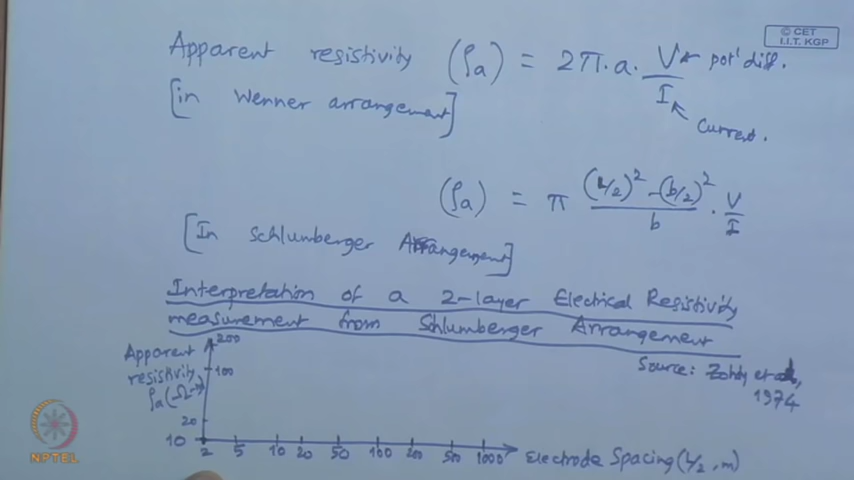 © CET
I.I.T. KGP
Apparent resistivity (ρa) = 2π.a. V/I ← pot' diff.
[in Wenner arrangement] Current.
(ρa) = π ((L/2)² - (b/2)²)/b . V/I
[In Schlumberger Arrangement]
Interpretation of a 2-layer Electrical Resistivity
measurement from Schlumberger Arrangement
Source: Zohdy et al,
1974
Apparent
resistivity
ρa (Ω-m)
200
100
20
10
2 5 10 20 50 100 200 500 1000 Electrode Spacing (L/2, m)
NPTEL